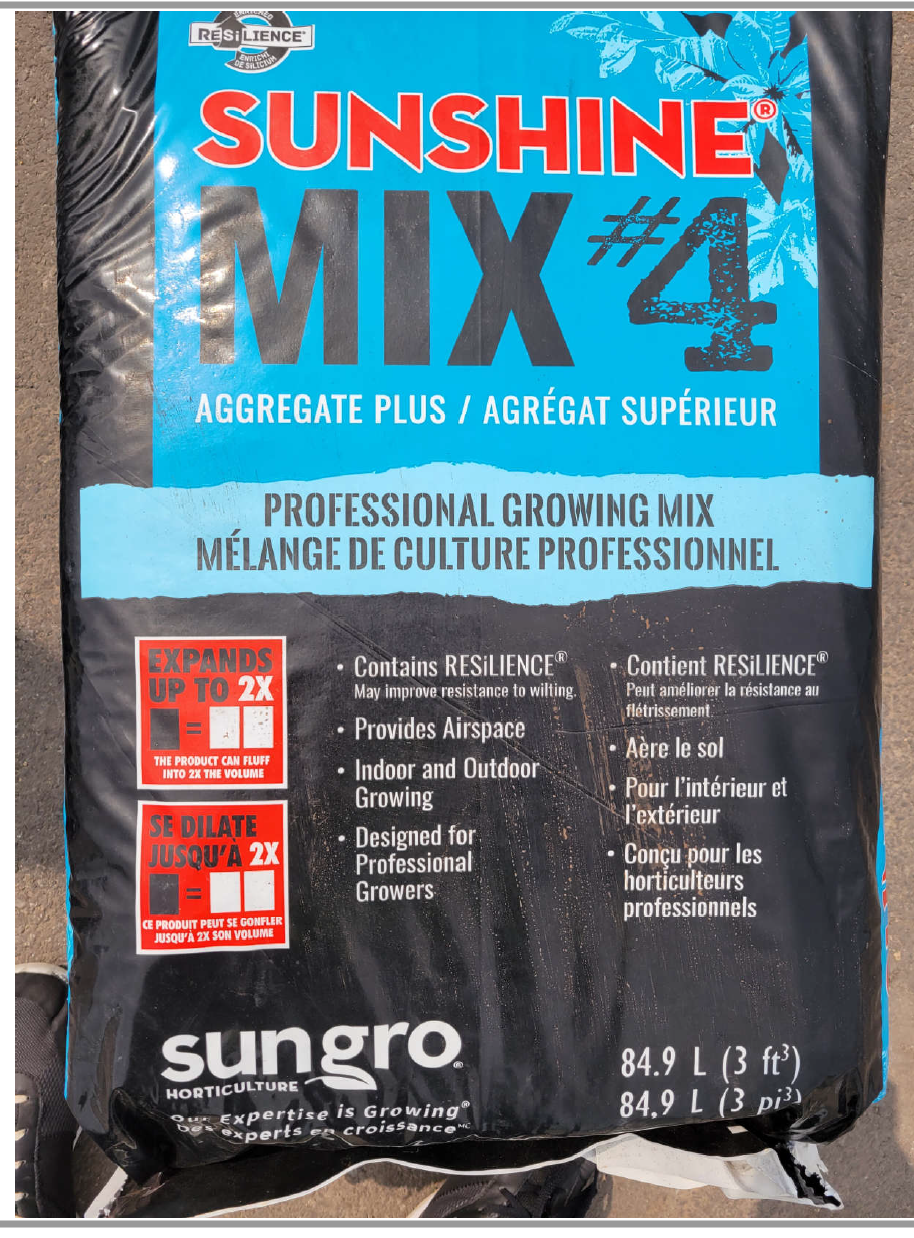 ENRICHED
RESiLIENCE®
ENRICHI
DE SILICIUM
SUNSHINE®
MIX #4
AGGREGATE PLUS / AGRÉGAT SUPÉRIEUR
PROFESSIONAL GROWING MIX
MÉLANGE DE CULTURE PROFESSIONNEL
EXPANDS
UP TO 2X
=
THE PRODUCT CAN FLUFF
INTO 2X THE VOLUME
SE DILATE
JUSQU'À 2X
=
CE PRODUIT PEUT SE GONFLER
JUSQU'À 2X SON VOLUME
• Contains RESiLIENCE®
May improve resistance to wilting.
• Provides Airspace
• Indoor and Outdoor
Growing
• Designed for
Professional
Growers
• Contient RESiLIENCE®
Peut améliorer la résistance au
flétrissement.
• Aère le sol
• Pour l'intérieur et
l'extérieur
• Conçu pour les
horticulteurs
professionnels
sungro®
HORTICULTURE
Our Expertise is Growing®
Des experts en croissance MC
84.9 L (3 ft³)
84,9 L (3 pi³)